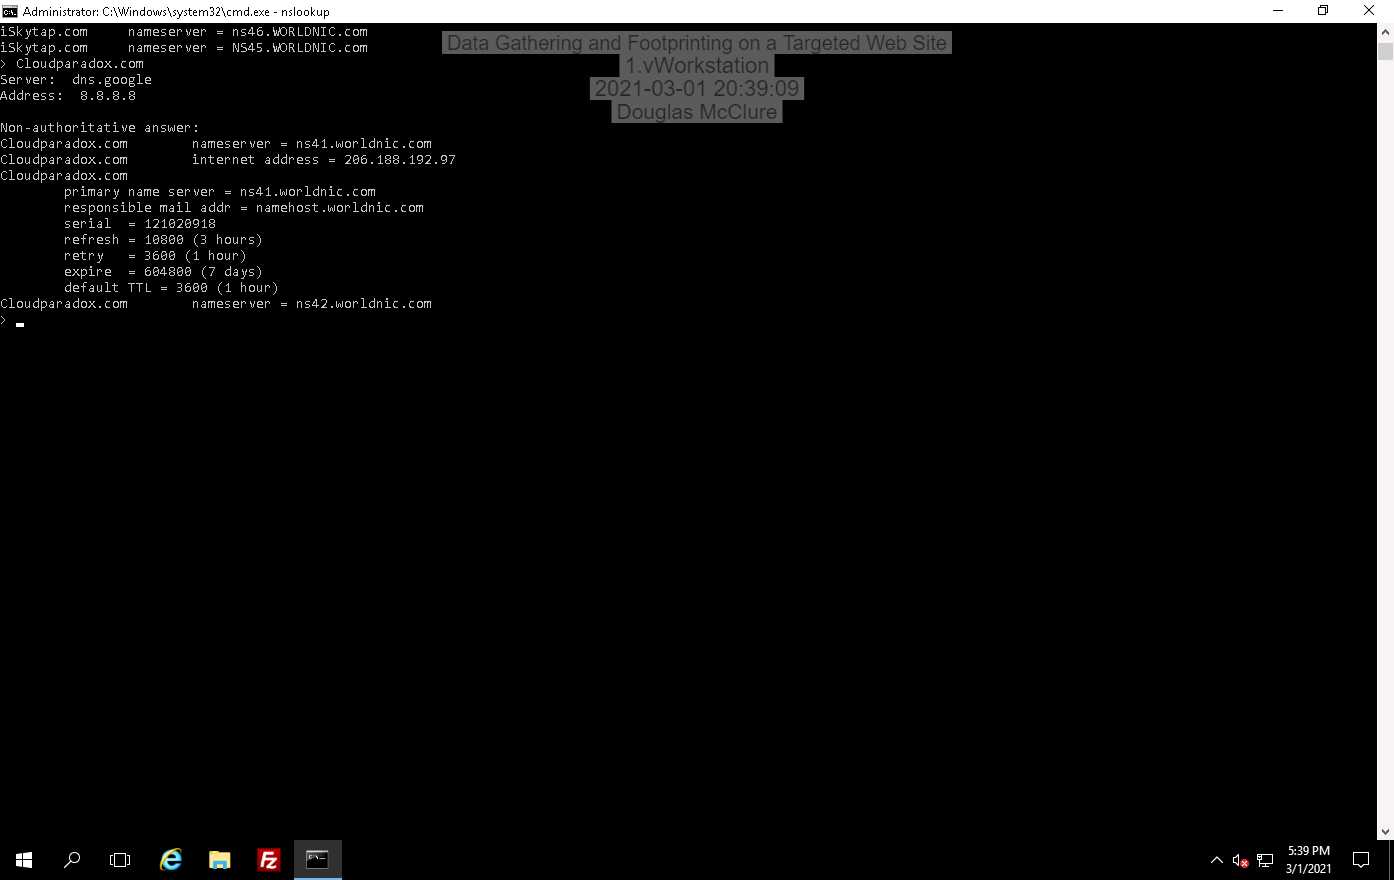 Administrator: C:\Windows\system32\cmd.exe - nslookup
iSkytap.com     nameserver = ns46.WORLDNIC.com
iSkytap.com     nameserver = NS45.WORLDNIC.com
> Cloudparadox.com
Server:  dns.google
Address:  8.8.8.8
Data Gathering and Footprinting on a Targeted Web Site
1.vWorkstation
2021-03-01 20:39:09
Douglas McClure
Non-authoritative answer:
Cloudparadox.com        nameserver = ns41.worldnic.com
Cloudparadox.com        internet address = 206.188.192.97
Cloudparadox.com
        primary name server = ns41.worldnic.com
        responsible mail addr = namehost.worldnic.com
        serial  = 121020918
        refresh = 10800 (3 hours)
        retry   = 3600 (1 hour)
        expire  = 604800 (7 days)
        default TTL = 3600 (1 hour)
Cloudparadox.com        nameserver = ns42.worldnic.com
>
5:39 PM
3/1/2021